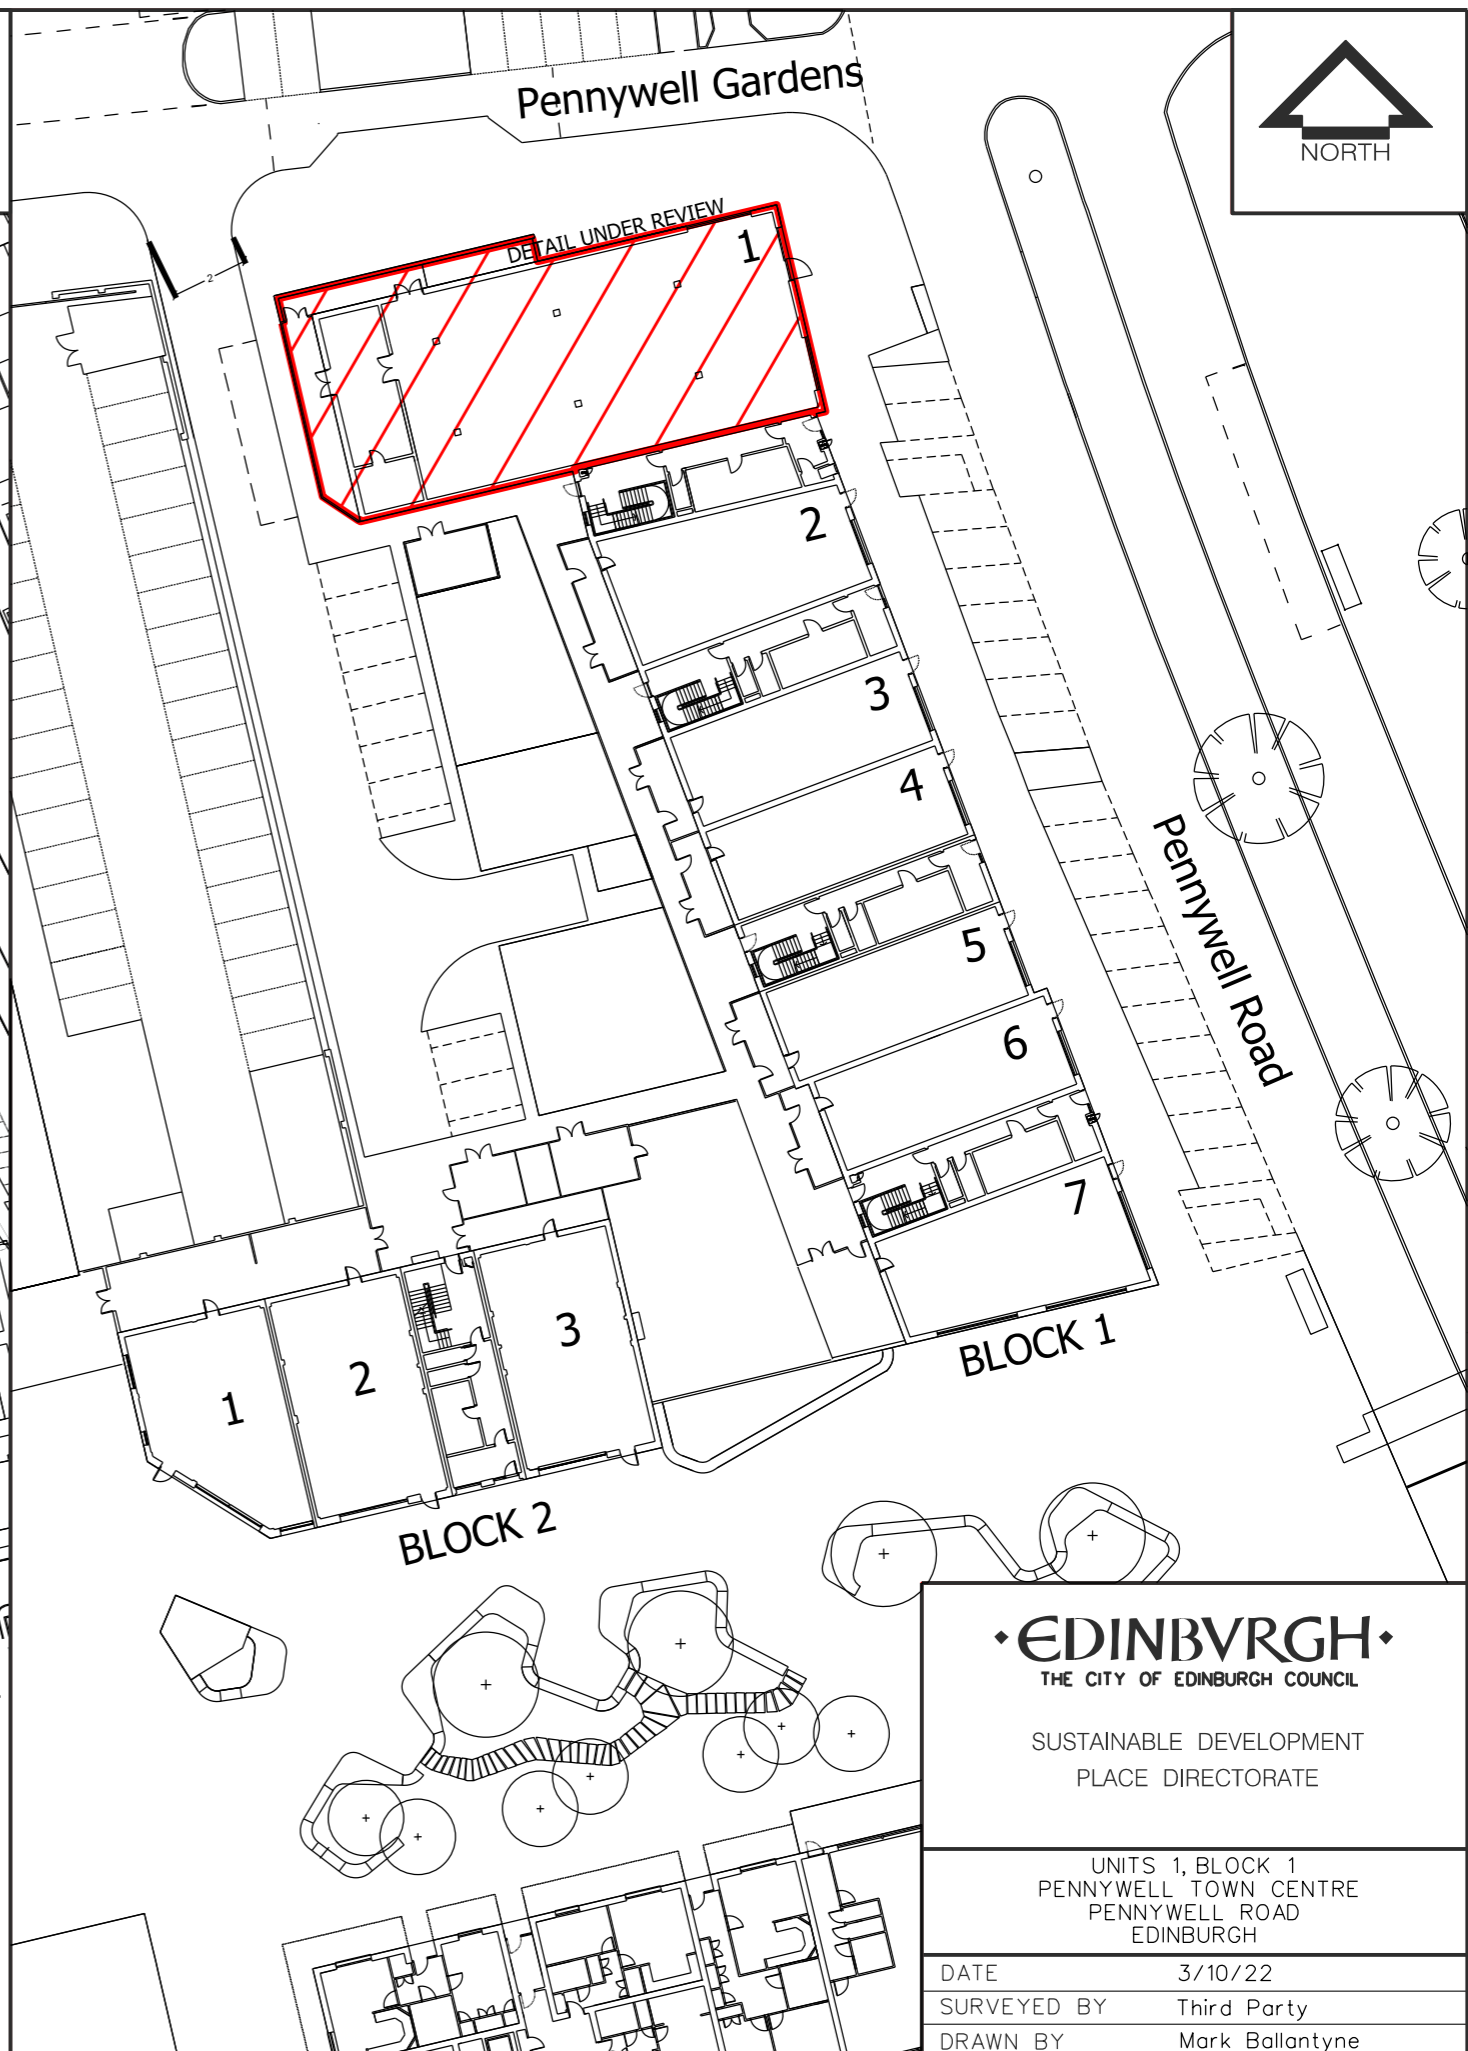 Pennywell Gardens
NORTH
DETAIL UNDER REVIEW
1
2
2
3
4
5
6
7
Pennywell Road
BLOCK 1
1
2
3
BLOCK 2
EDINBVRGH
THE CITY OF EDINBURGH COUNCIL
SUSTAINABLE DEVELOPMENT
PLACE DIRECTORATE
UNITS 1, BLOCK 1
PENNYWELL TOWN CENTRE
PENNYWELL ROAD
EDINBURGH
DATE 3/10/22
SURVEYED BY Third Party
DRAWN BY Mark Ballantyne